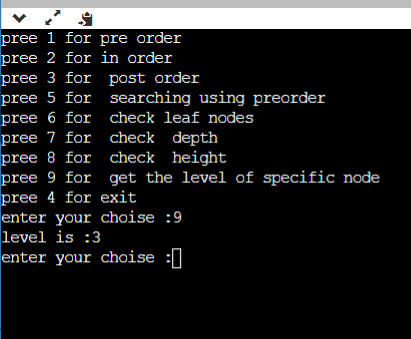 pree 1 for pre order
pree 2 for in order
pree 3 for  post order
pree 5 for  searching using preorder
pree 6 for  check leaf nodes
pree 7 for  check  depth
pree 8 for  check  height
pree 9 for  get the level of specific node
pree 4 for exit
enter your choise :9
level is :3
enter your choise :